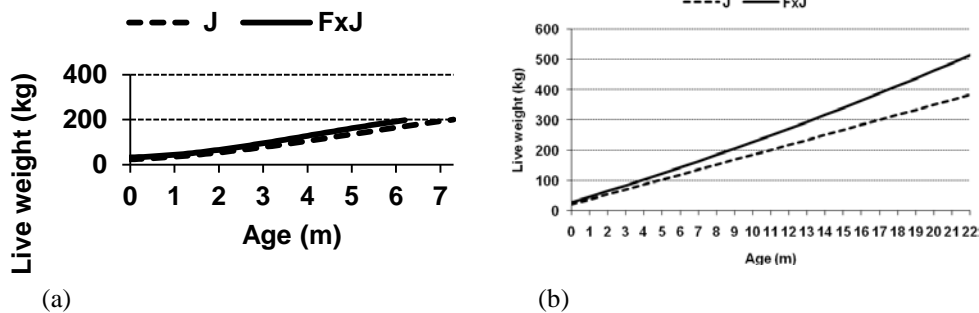 J FxJ
Live weight (kg)
400
200
0
0 1 2 3 4 5 6 7
Age (m)
(a)
J FxJ
Live weight (kg)
600
500
400
300
200
100
0
0 1 2 3 4 5 6 7 8 9 10 11 12 13 14 15 16 17 18 19 20 21 22
Age (m)
(b)